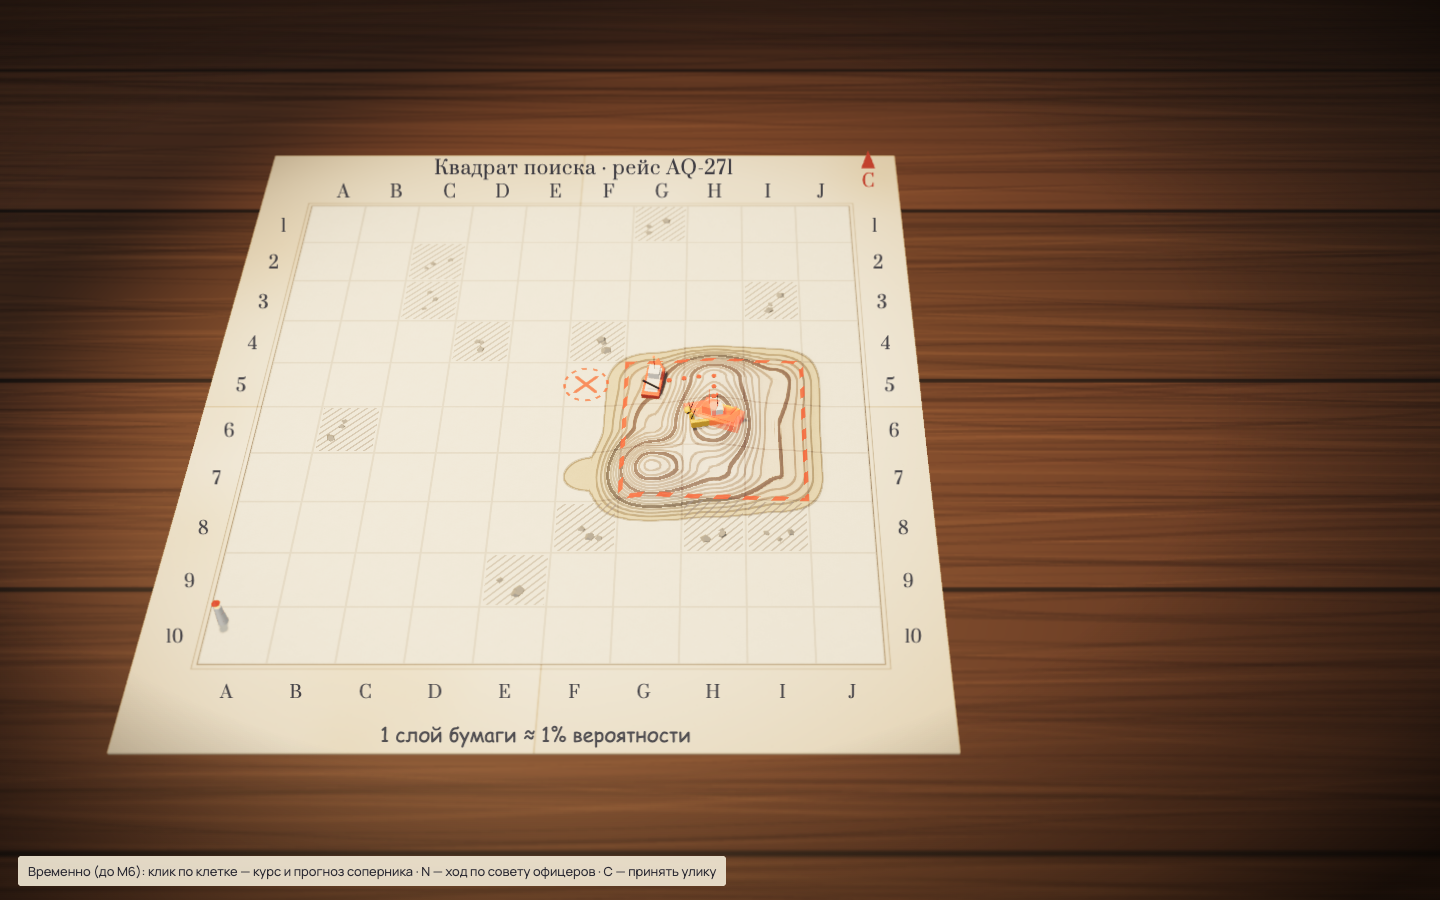 Квадрат поиска · рейс AQ-271
С
A B C D E F G H I J
1 1
2 2
3 3
4 4
5 5
6 6
7 7
8 8
9 9
10 10
A B C D E F G H I J
1 слой бумаги ≈ 1% вероятности
Временно (до М6): клик по клетке — курс и прогноз соперника · N — ход по совету офицеров · C — принять улику